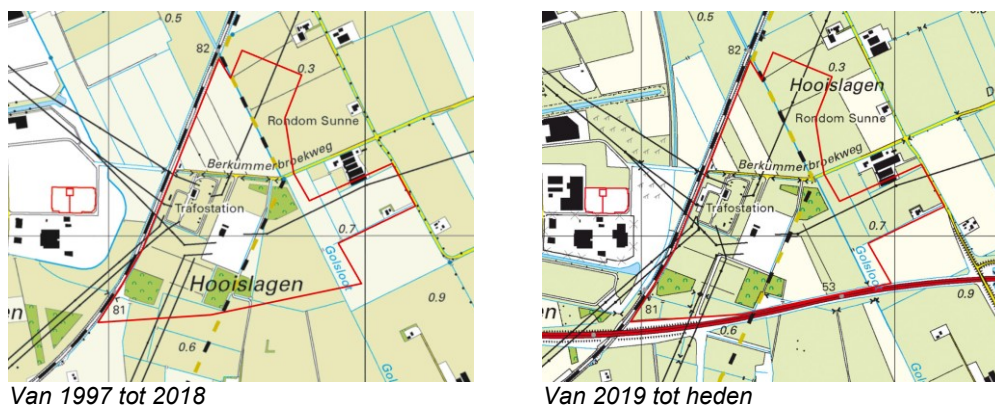 0.5
82
0.3
Rondom Sunne
Berkummerbroekweg
Trafostation
0.7
Golsloot
Hooislagen
81
0.9
0.6
L
en
Van 1997 tot 2018
0.5
82
0.3
Hooislagen
Rondom Sunne
D
Berkummerbroekweg
Trafostation
0.7
Golsloot
53
81
0.9
0.6
en
Van 2019 tot heden